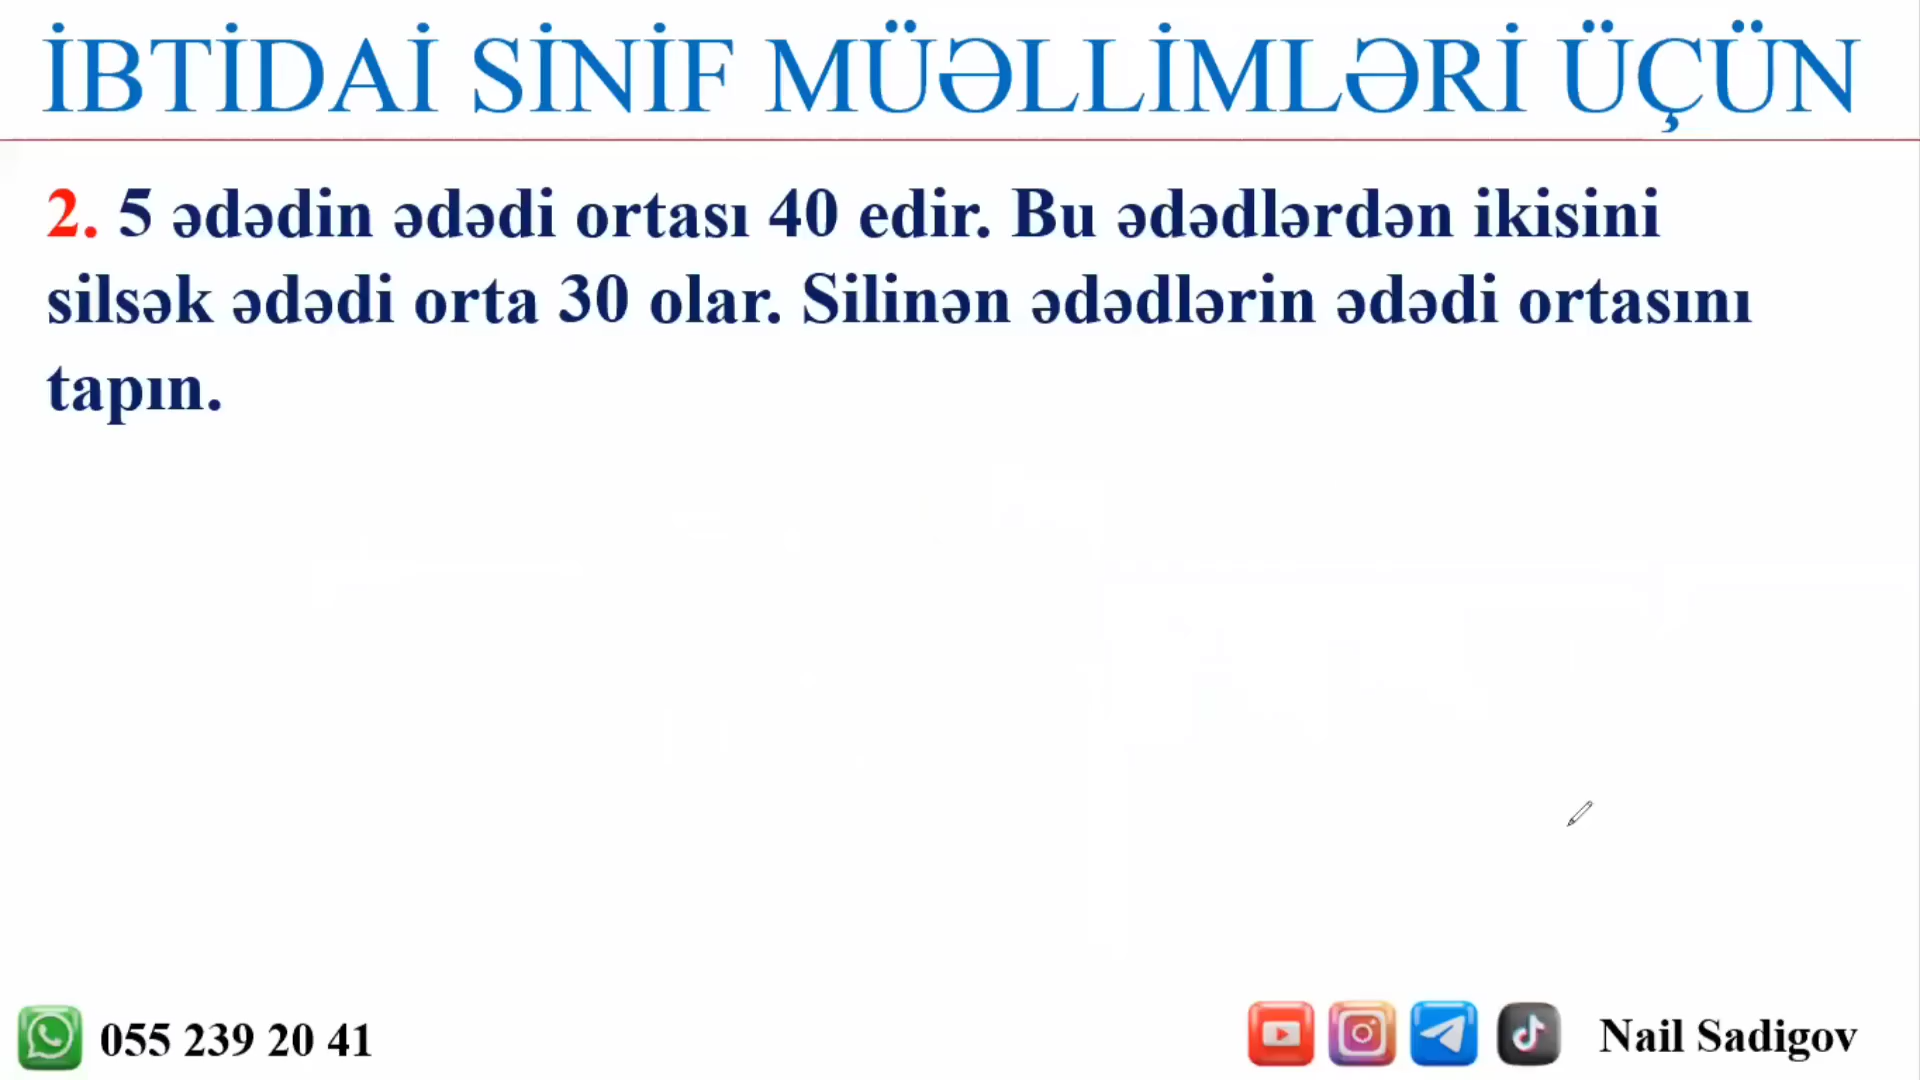 İBTİDAİ SİNİF MÜƏLLİMLƏRİ ÜÇÜN
2. 5 ədədin ədədi ortası 40 edir. Bu ədədlərdən ikisini
silsək ədədi orta 30 olar. Silinən ədədlərin ədədi ortasını
tapın.
055 239 20 41
Nail Sadigov